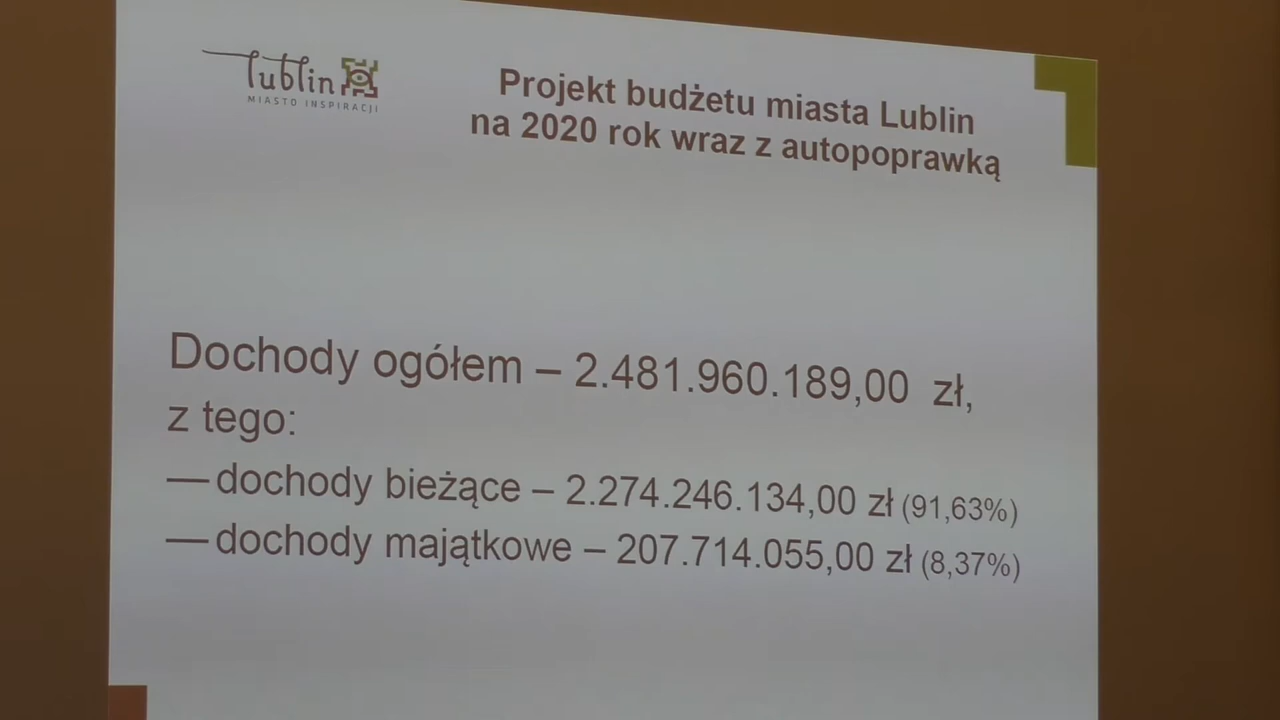 lublin
MIASTO INSPIRACJI
Projekt budżetu miasta Lublin
na 2020 rok wraz z autopoprawką
Dochody ogółem – 2.481.960.189,00 zł,
z tego:
— dochody bieżące – 2.274.246.134,00 zł (91,63%)
— dochody majątkowe – 207.714.055,00 zł (8,37%)